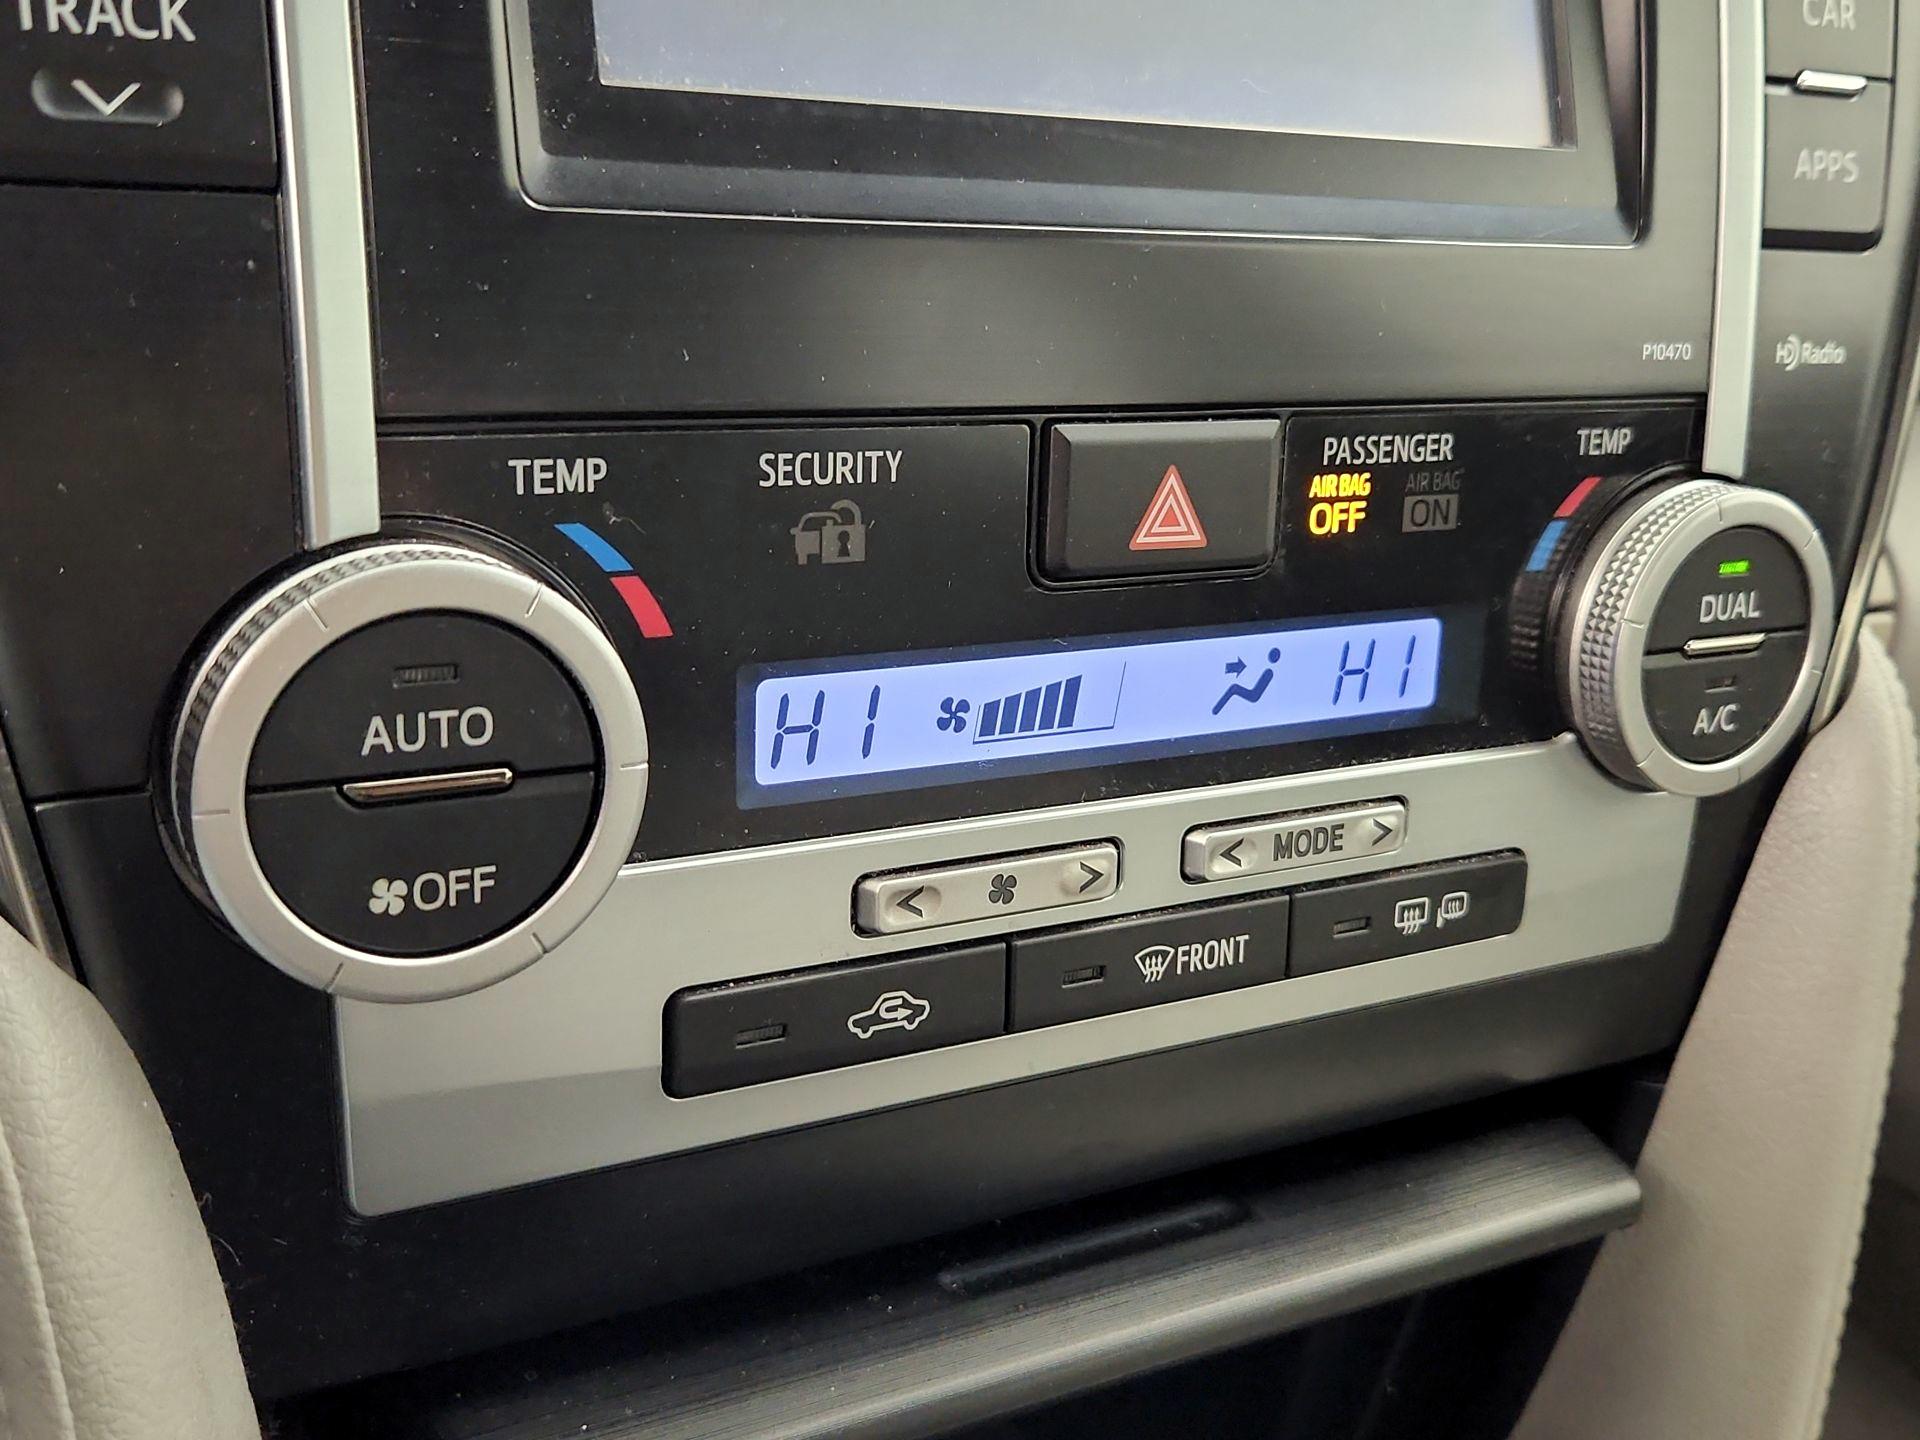 TRACK
CAR
APPS
P10470
HD Radio
TEMP
SECURITY
PASSENGER
AIR BAG
OFF
AIR BAG
ON
TEMP
DUAL
A/C
AUTO
OFF
HI HI
< >
< MODE >
FRONT